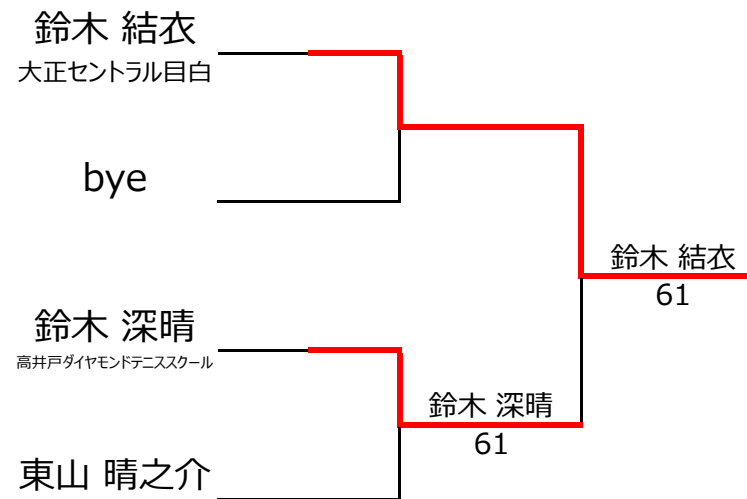 鈴木 結衣
大正セントラル目白
bye
鈴木 結衣
61
鈴木 深晴
高井戸ダイヤモンドテニススクール
鈴木 深晴
61
東山 晴之介